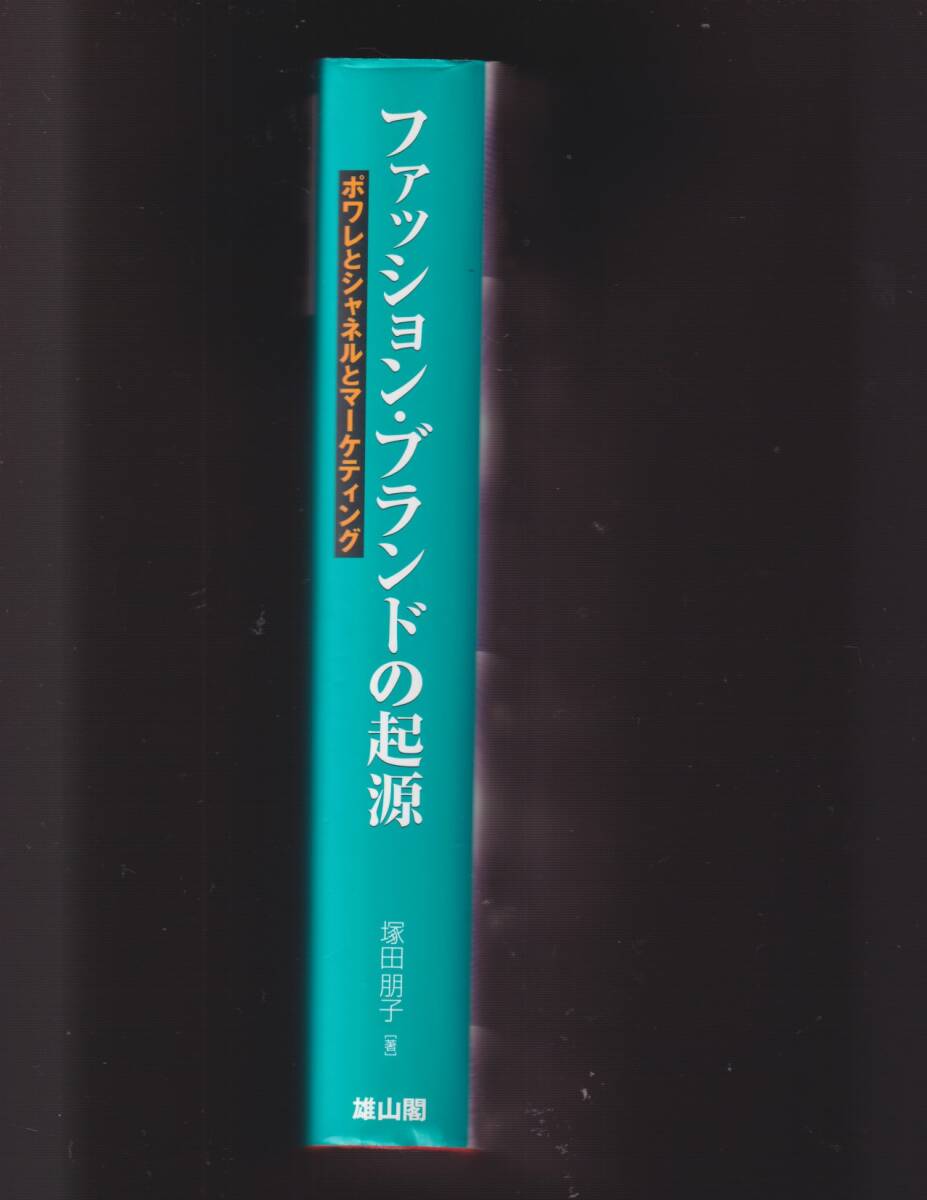 ファッション・ブランドの起源
ポワレとシャネルとマーケティング
塚田朋子［著］
雄山閣